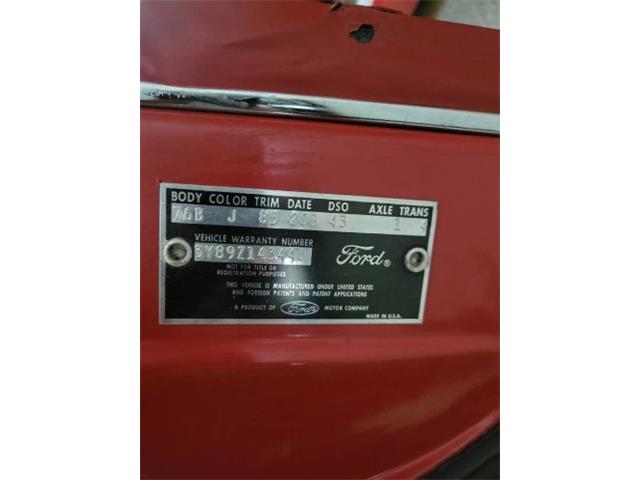 BODY COLOR TRIM DATE DSO AXLE TRANS
76B J 85 20J 43 1
VEHICLE WARRANTY NUMBER
NOT FOR TITLE OR
REGISTRATION PURPOSES
Ford®
THIS VEHICLE IS MANUFACTURED UNDER UNITED STATES
AND FOREIGN PATENTS AND PATENT APPLICATIONS
A PRODUCT OF Ford MOTOR COMPANY
MADE IN U.S.A.